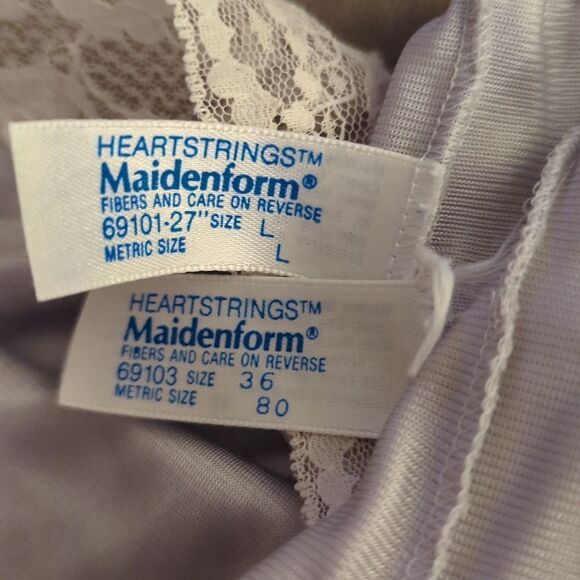 HEARTSTRINGS™
Maidenform®
FIBERS AND CARE ON REVERSE
69101-27" SIZE L
METRIC SIZE L
HEARTSTRINGS™
Maidenform®
FIBERS AND CARE ON REVERSE
69103 SIZE 36
METRIC SIZE 80